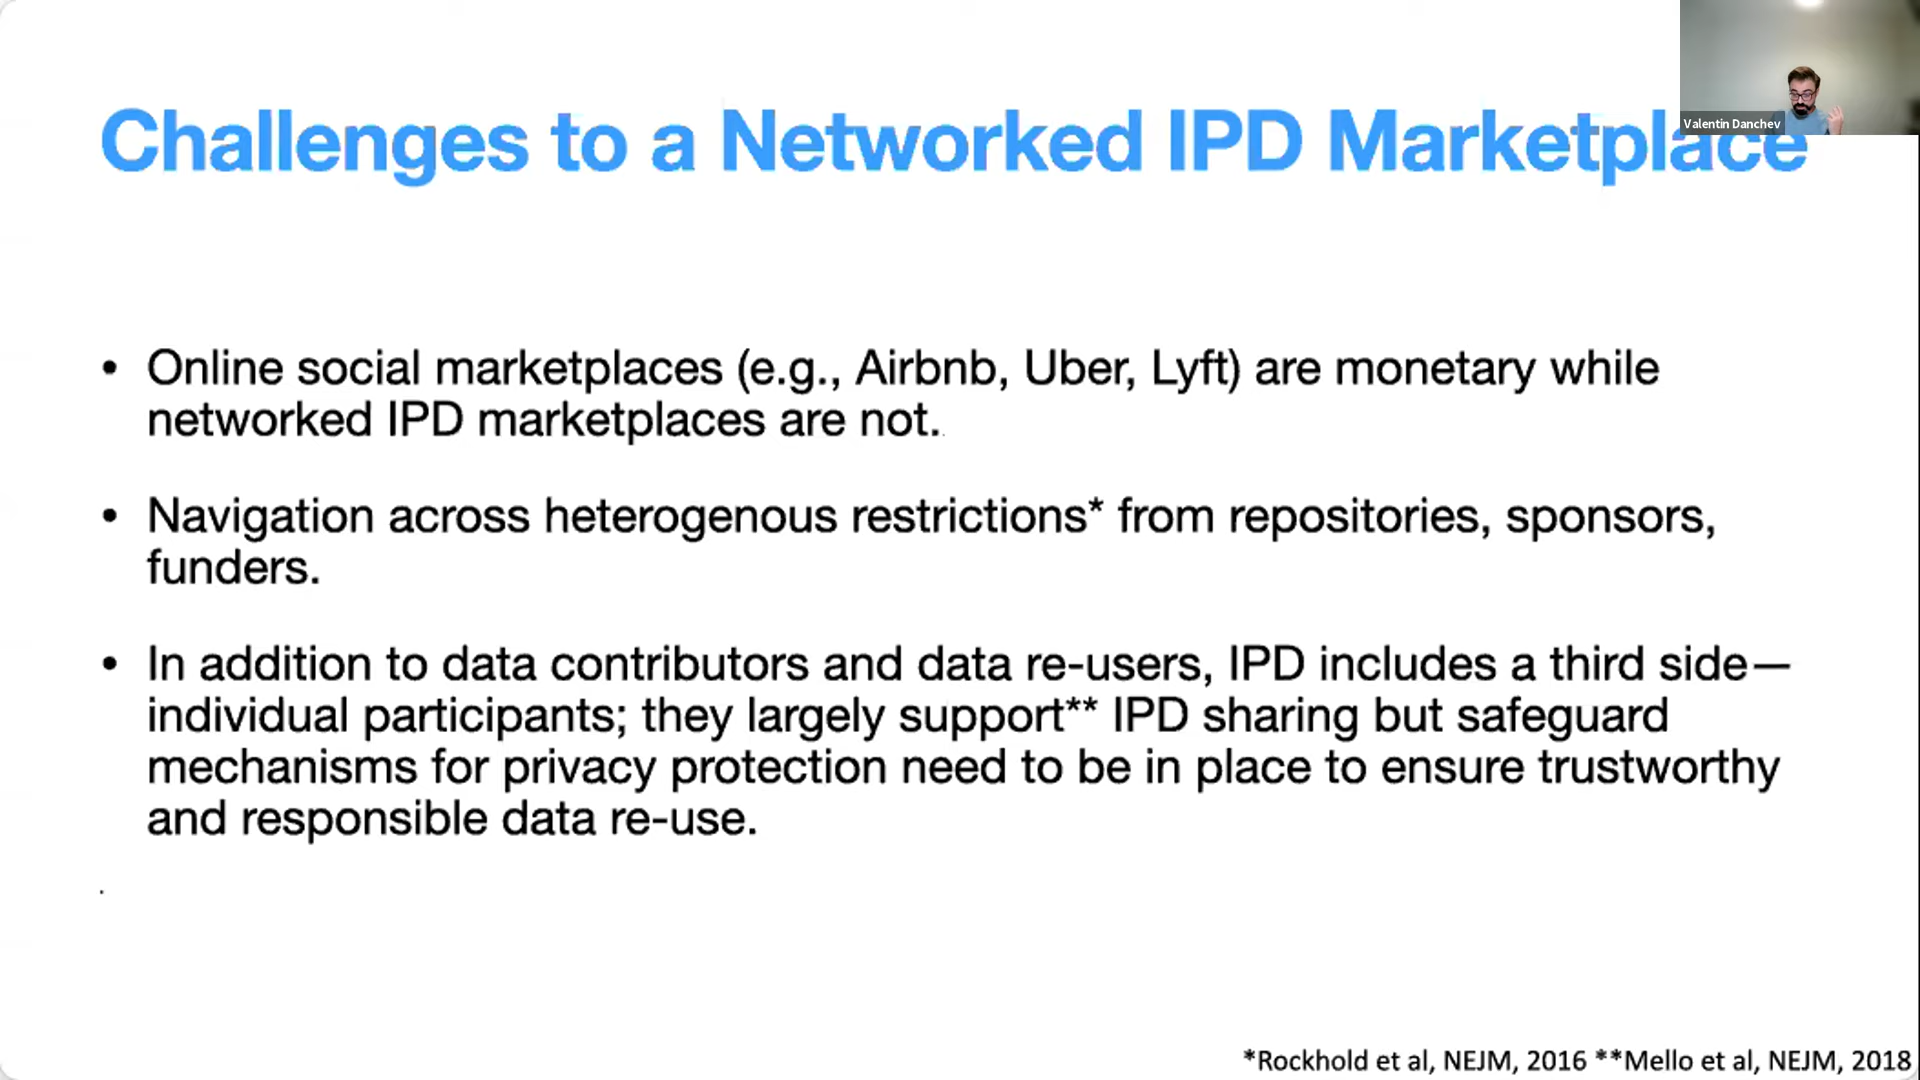 Valentin Danchev
Challenges to a Networked IPD Marketplace
• Online social marketplaces (e.g., Airbnb, Uber, Lyft) are monetary while
networked IPD marketplaces are not.
• Navigation across heterogenous restrictions* from repositories, sponsors,
funders.
• In addition to data contributors and data re-users, IPD includes a third side—
individual participants; they largely support** IPD sharing but safeguard
mechanisms for privacy protection need to be in place to ensure trustworthy
and responsible data re-use.
.
*Rockhold et al, NEJM, 2016 **Mello et al, NEJM, 2018